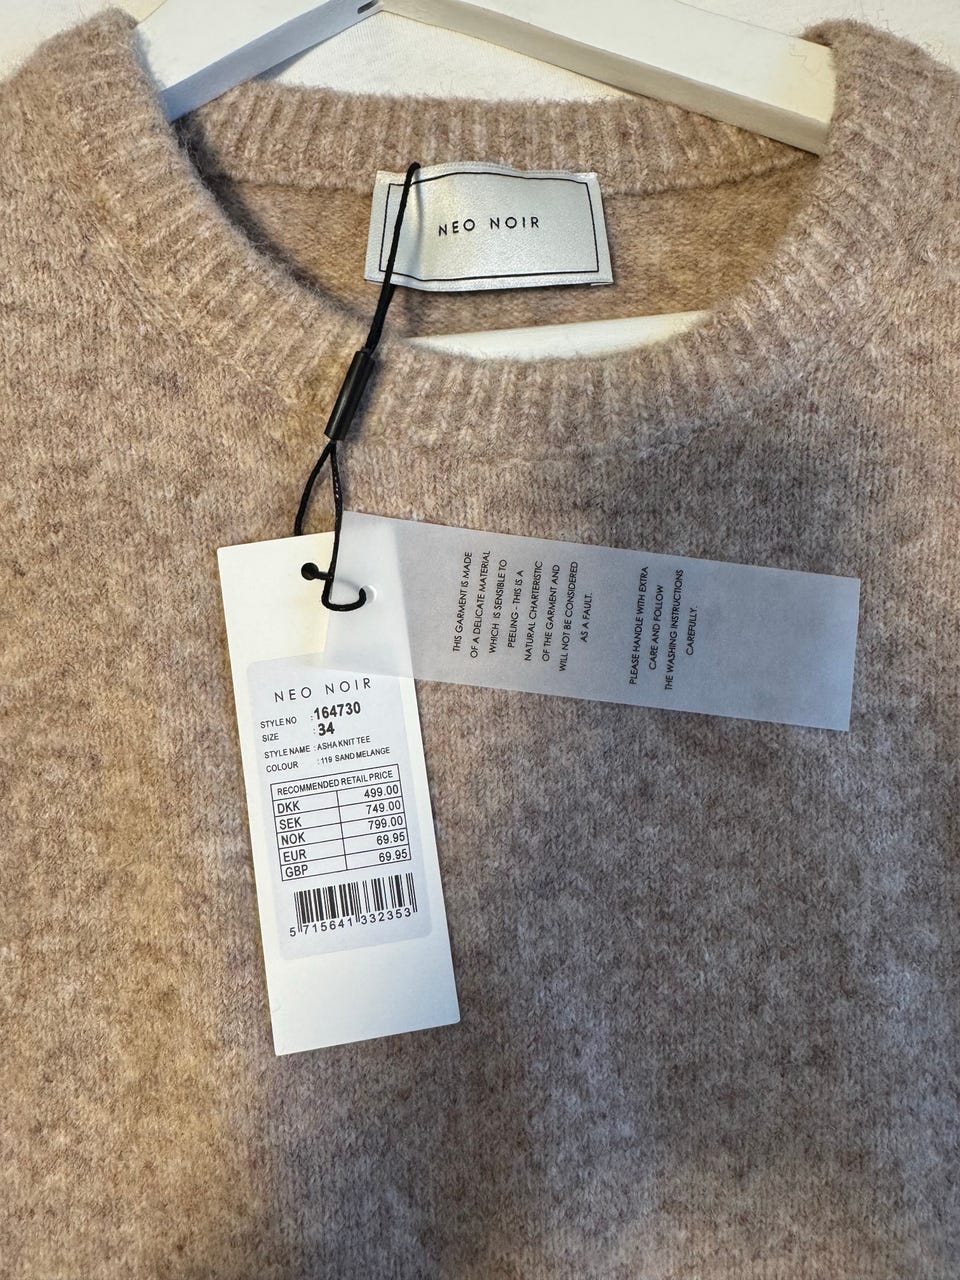 NEO NOIR
THIS GARMENT IS MADE
OF A DELICATE MATERIAL
WHICH IS SENSIBLE TO
PEELING - THIS IS A
NATURAL CHARTERISTIC
OF THE GARMENT AND
WILL NOT BE CONSIDERED
AS A FAULT.
PLEASE HANDLE WITH EXTRA
CARE AND FOLLOW
THE WASHING INSTRUCTIONS
CAREFULLY.
NEO NOIR
STYLE NO : 164730
SIZE : 34
STYLE NAME : ASHA KNIT TEE
COLOUR : 119 SAND MELANGE
RECOMMENDED RETAIL PRICE
DKK 499.00
SEK 749.00
NOK 799.00
EUR 69.95
GBP 69.95
5 715641 332353